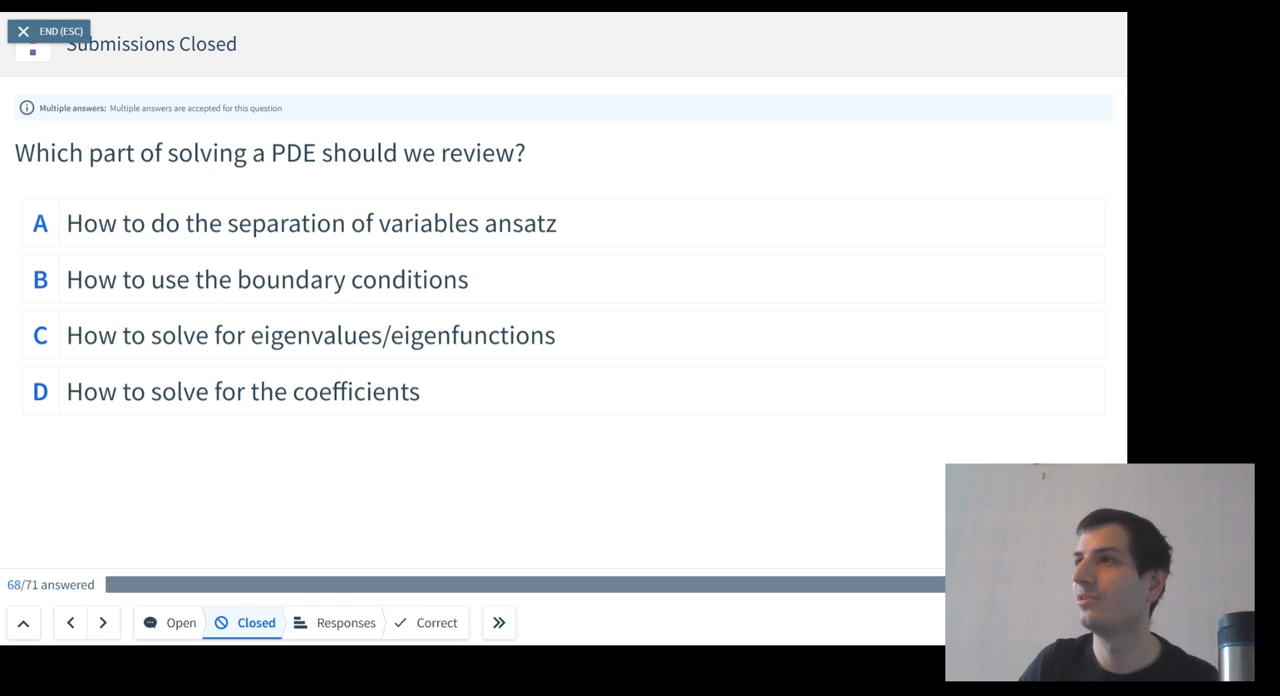 END (ESC)
Submissions Closed
Multiple answers: Multiple answers are accepted for this question
Which part of solving a PDE should we review?
A How to do the separation of variables ansatz
B How to use the boundary conditions
C How to solve for eigenvalues/eigenfunctions
D How to solve for the coefficients
68/71 answered
Open Closed Responses Correct